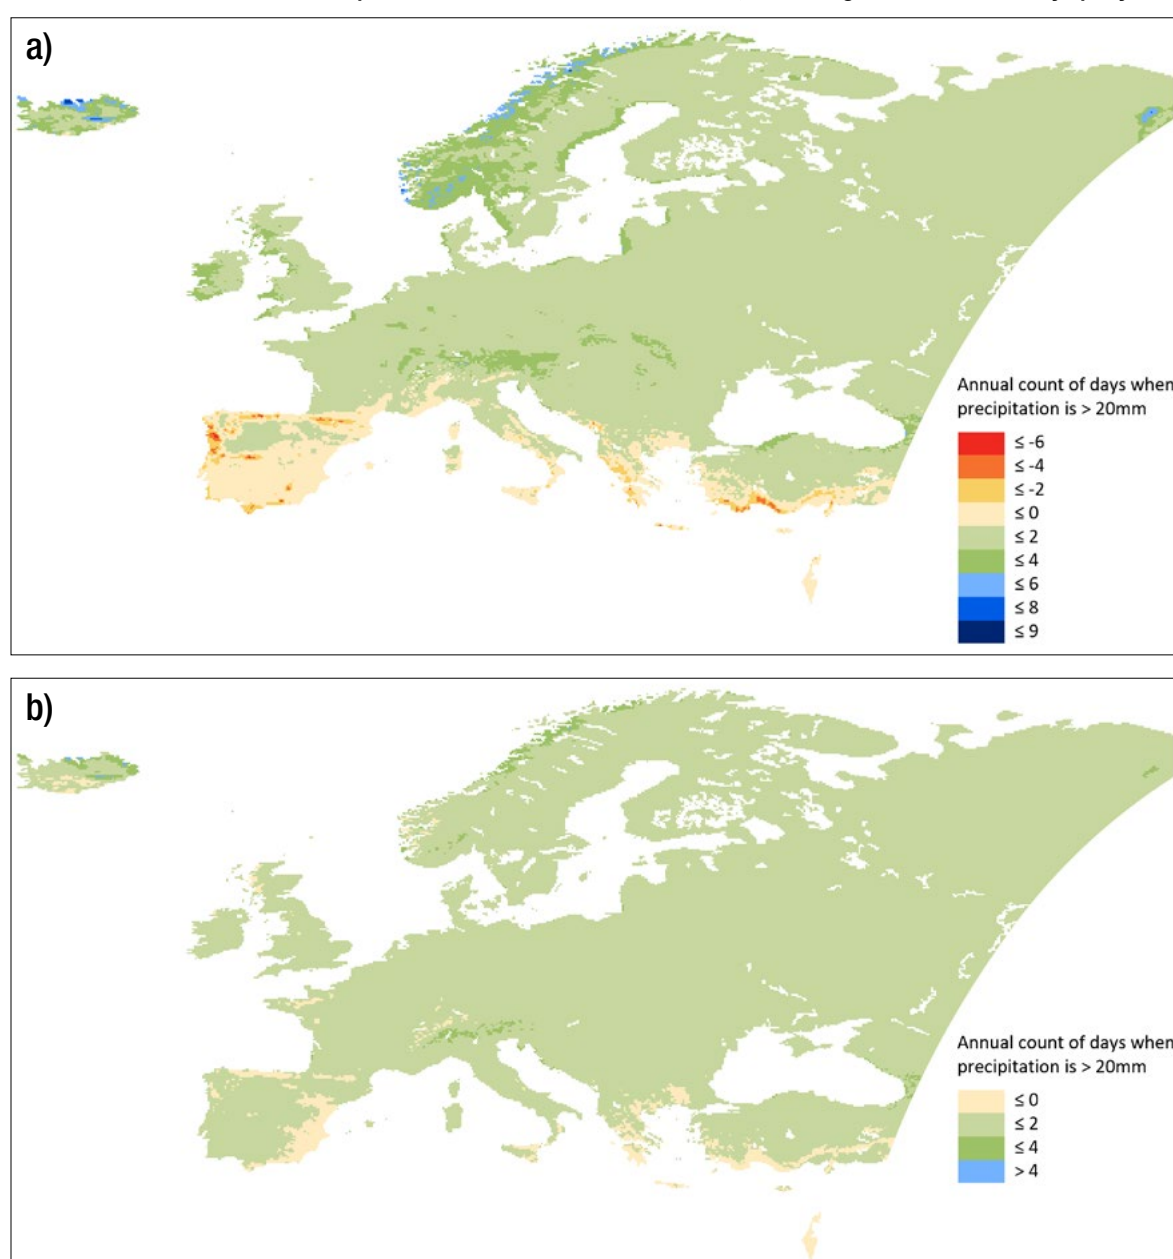 a)
Annual count of days when
precipitation is > 20mm
≤ -6
≤ -4
≤ -2
≤ 0
≤ 2
≤ 4
≤ 6
≤ 8
≤ 9
b)
Annual count of days when
precipitation is > 20mm
≤ 0
≤ 2
≤ 4
> 4